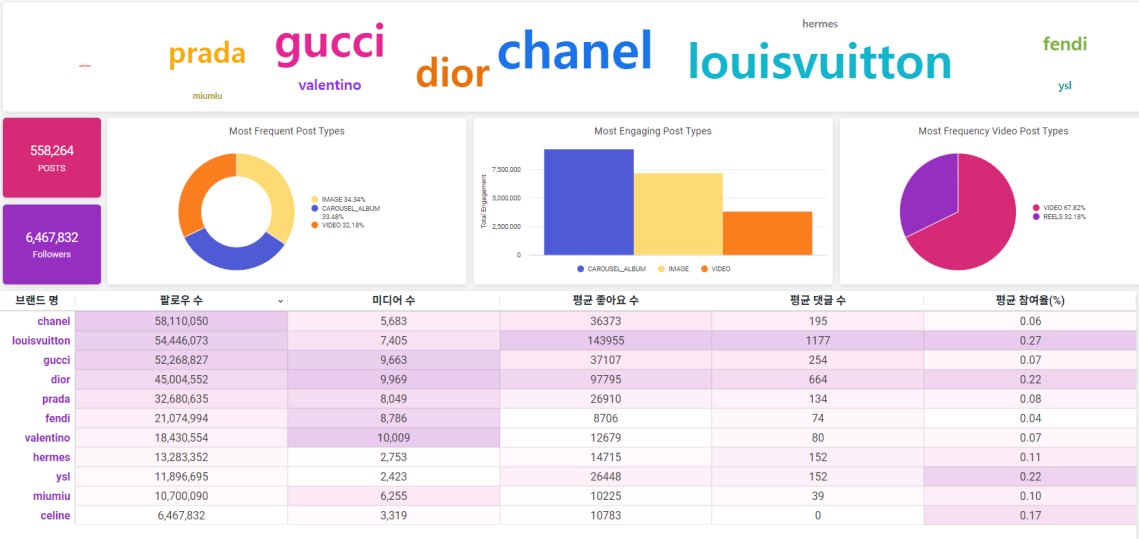 hermes
prada
gucci
dior
chanel
louisvuitton
fendi
celine
valentino
miumiu
ysl
558,264
POSTS
6,467,832
Followers
Most Frequent Post Types
IMAGE 34.34%
CAROUSEL_ALBUM
33.48%
VIDEO 32.18%
Most Engaging Post Types
Total Engagement
7,500,000
5,000,000
2,500,000
0
CAROUSEL_ALBUM IMAGE VIDEO
Most Frequency Video Post Types
VIDEO 67.82%
REELS 32.18%
브랜드 명 팔로우 수 미디어 수 평균 좋아요 수 평균 댓글 수 평균 참여율(%)
chanel 58,110,050 5,683 36373 195 0.06
louisvuitton 54,446,073 7,405 143955 1177 0.27
gucci 52,268,827 9,663 37107 254 0.07
dior 45,004,552 9,969 97795 664 0.22
prada 32,680,635 8,049 26910 134 0.08
fendi 21,074,994 8,786 8706 74 0.04
valentino 18,430,554 10,009 12679 80 0.07
hermes 13,283,352 2,753 14715 152 0.11
ysl 11,896,695 2,423 26448 152 0.22
miumiu 10,700,090 6,255 10225 39 0.10
celine 6,467,832 3,319 10783 0 0.17